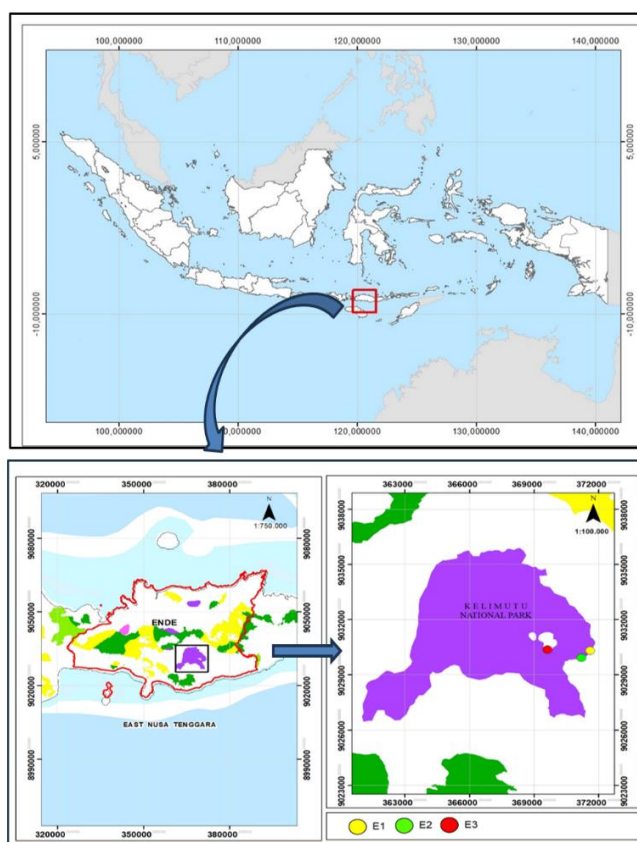 100,000000 110,000000 120,000000 130,000000 140,000000
5,000000 5,000000
-10,000000 -10,000000
100,000000 110,000000 120,000000 130,000000 140,000000
320000 350000 380000
N
1:750.000
9080000 9080000
9050000 9050000
ENDE
9020000 9020000
EAST NUSA TENGGARA
8990000 8990000
320000 350000 380000
363000 366000 369000 372000
N
1:100.000
9038000 9038000
9035000 9035000
KELIMUTU
NATIONAL PARK
9032000 9032000
9029000 9029000
9026000 9026000
9023000 9023000
363000 366000 369000 372000
E1 E2 E3